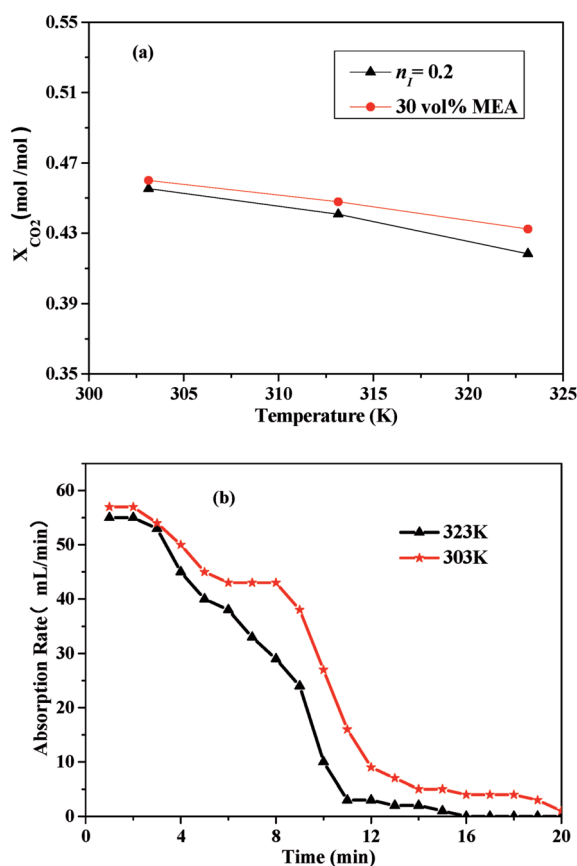 0.55
(a)
n_I = 0.2
30 vol% MEA
0.51
0.47
0.43
0.39
0.35
X_CO2 (mol /mol)
300 305 310 315 320 325
Temperature (K)
(b)
60
50
40
30
20
10
0
323K
303K
Absorption Rate( mL/min)
0 4 8 12 16 20
Time (min)